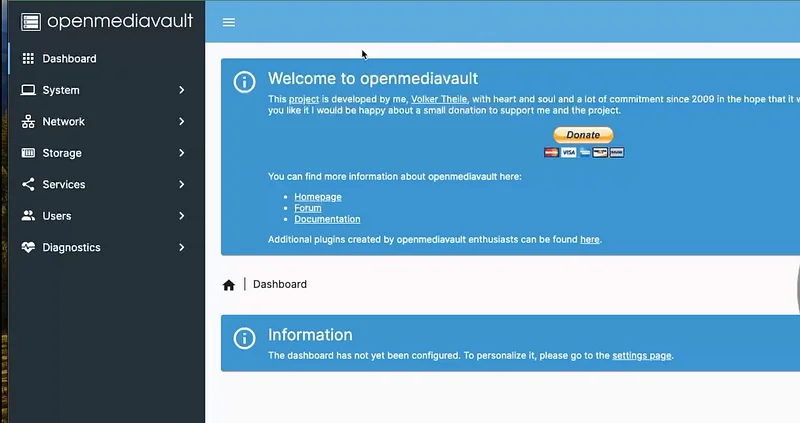 openmediavault
Dashboard
System
Network
Storage
Services
Users
Diagnostics
Welcome to openmediavault
This project is developed by me, Volker Theile, with heart and soul and a lot of commitment since 2009 in the hope that it
you like it I would be happy about a small donation to support me and the project.
Donate
VISA
You can find more information about openmediavault here:
Homepage
Forum
Documentation
Additional plugins created by openmediavault enthusiasts can be found here.
Dashboard
Information
The dashboard has not yet been configured. To personalize it, please go to the settings page.